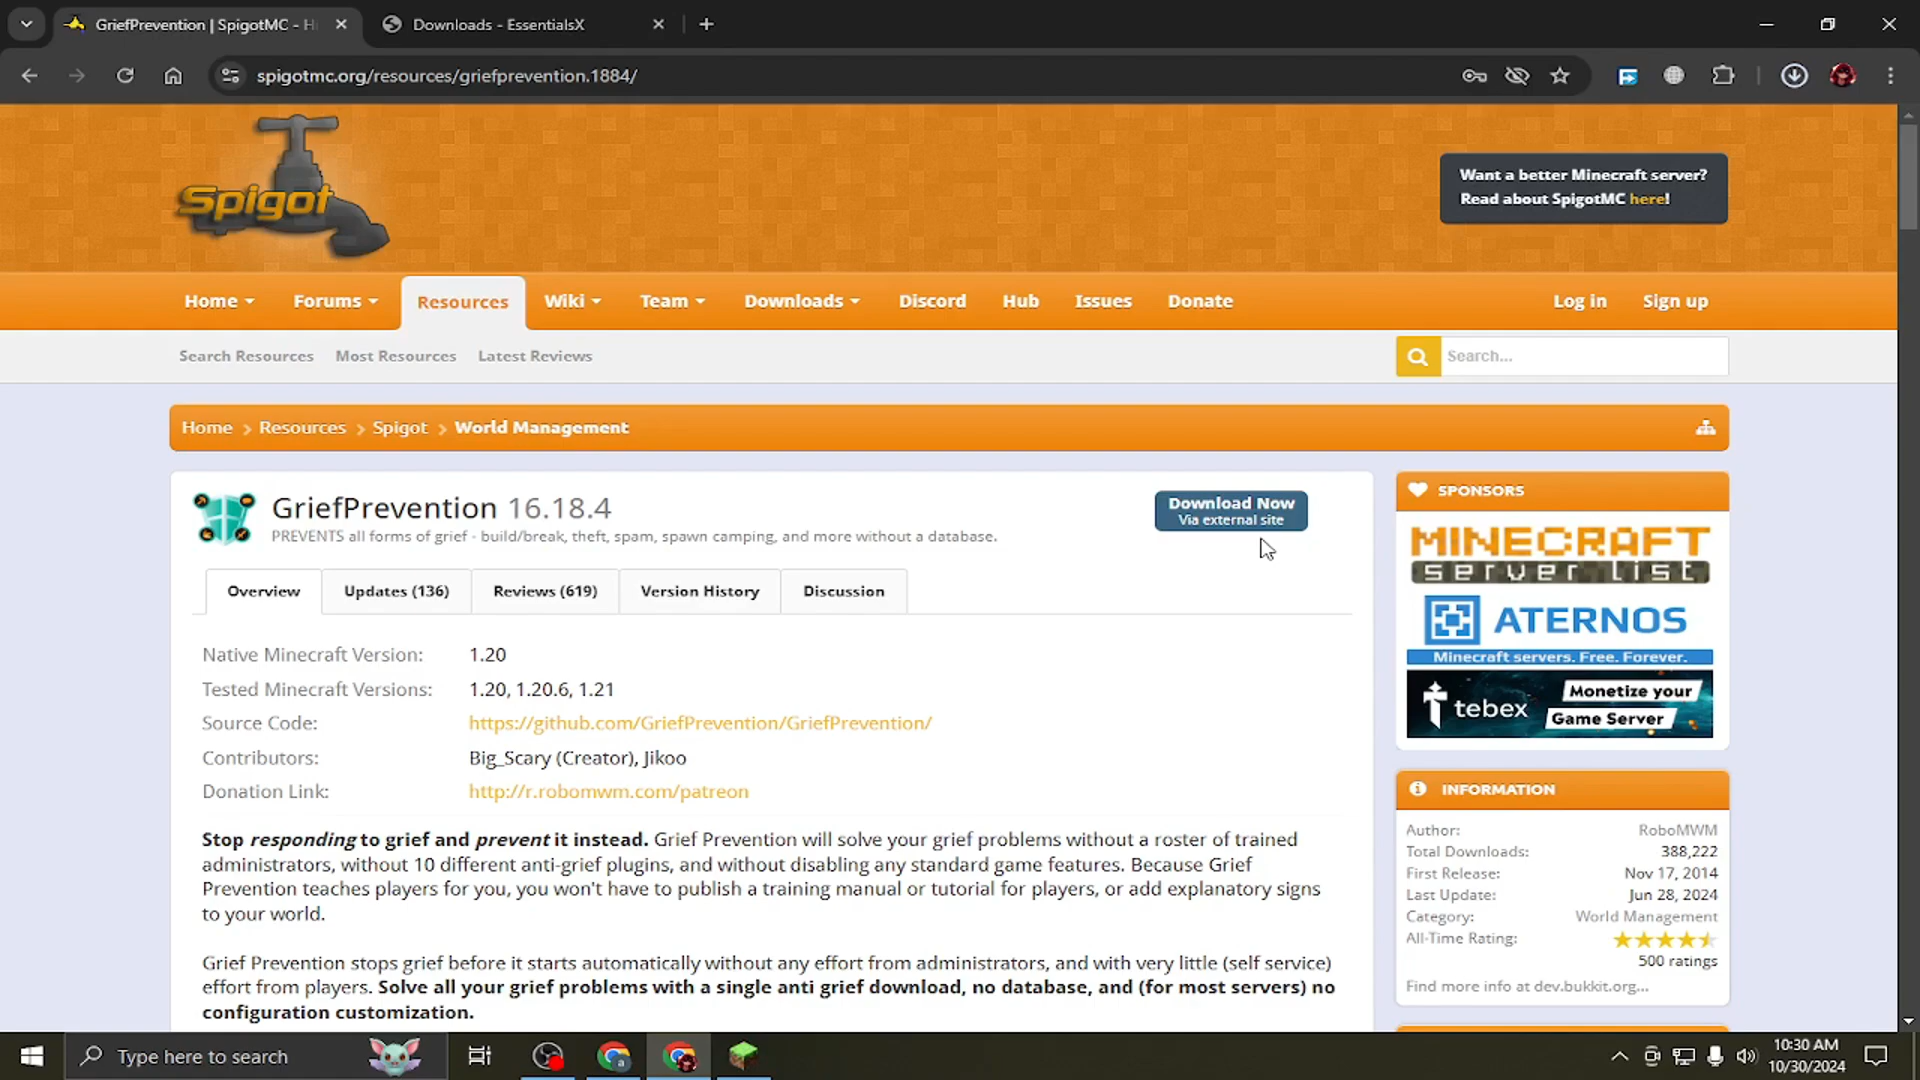 GriefPrevention | SpigotMC - H
Downloads - EssentialsX
spigotmc.org/resources/griefprevention.1884/
Spigot
Want a better Minecraft server?
Read about SpigotMC here!
Home
Forums
Resources
Wiki
Team
Downloads
Discord
Hub
Issues
Donate
Log in
Sign up
Search Resources
Most Resources
Latest Reviews
Search...
Home
Resources
Spigot
World Management
GriefPrevention 16.18.4
PREVENTS all forms of grief - build/break, theft, spam, spawn camping, and more without a database.
Download Now
Via external site
Overview
Updates (136)
Reviews (619)
Version History
Discussion
Native Minecraft Version: 1.20
Tested Minecraft Versions: 1.20, 1.20.6, 1.21
Source Code: https://github.com/GriefPrevention/GriefPrevention/
Contributors: Big_Scary (Creator), Jikoo
Donation Link: http://r.robomwm.com/patreon
Stop responding to grief and prevent it instead. Grief Prevention will solve your grief problems without a roster of trained
administrators, without 10 different anti-grief plugins, and without disabling any standard game features. Because Grief
Prevention teaches players for you, you won't have to publish a training manual or tutorial for players, or add explanatory signs
to your world.
Grief Prevention stops grief before it starts automatically without any effort from administrators, and with very little (self service)
effort from players. Solve all your grief problems with a single anti grief download, no database, and (for most servers) no
configuration customization.
SPONSORS
MINECRAFT
server list
ATERNOS
Minecraft servers. Free. Forever.
tebex
Monetize your
Game Server
INFORMATION
Author: RoboMWM
Total Downloads: 388,222
First Release: Nov 17, 2014
Last Update: Jun 28, 2024
Category: World Management
All-Time Rating:
500 ratings
Find more info at dev.bukkit.org...
Type here to search
10:30 AM
10/30/2024